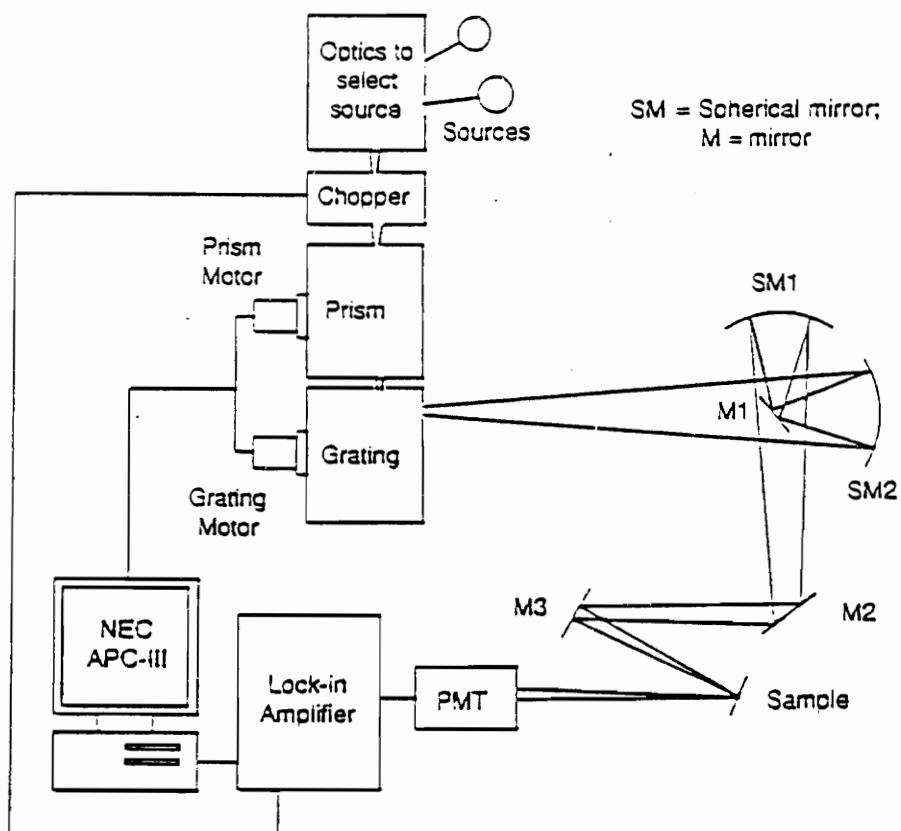 Optics to
select
source
Sources
SM = Spherical mirror;
M = mirror
Chopper
Prism
Motor
Prism
SM1
M1
SM2
Grating
Grating
Motor
M3
M2
NEC
APC-III
Lock-in
Amplifier
PMT
Sample